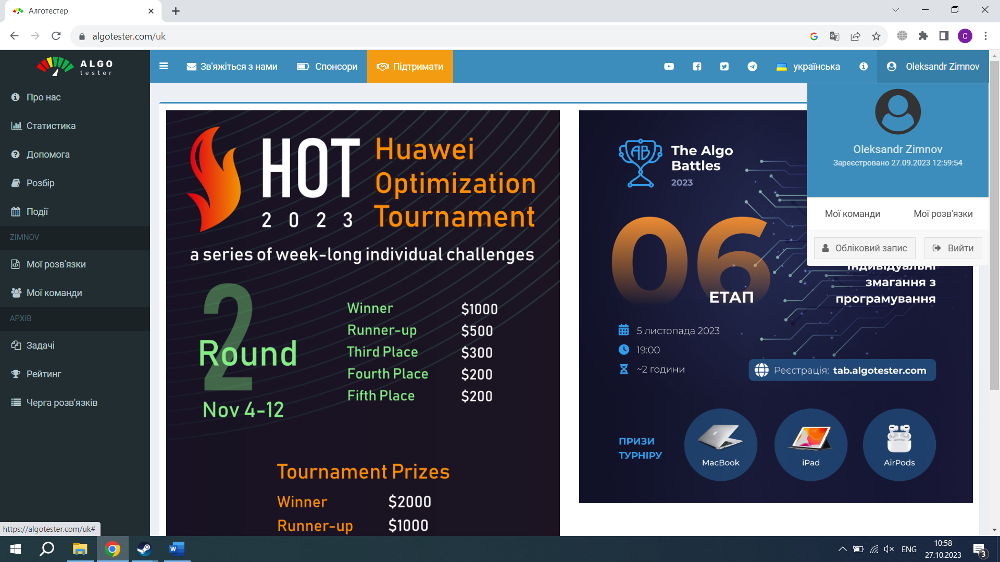 Алготестер
algotester.com/uk
C
ALGO
tester
Зв'яжіться з нами
Спонсори
Підтримати
українська
Oleksandr Zimnov
Про нас
Статистика
Допомога
Розбір
Події
ZIMNOV
Мої розв'язки
Мої команди
АРХІВ
Задачі
Рейтинг
Черга розв'язків
HOT
2023
Huawei
Optimization
Tournament
a series of week-long individual challenges
2
Round
Nov 4-12
Winner $1000
Runner-up $500
Third Place $300
Fourth Place $200
Fifth Place $200
Tournament Prizes
Winner $2000
Runner-up $1000
AB
The Algo
Battles
2023
06
ЕТАП
індивідуальні
змагання з
програмування
5 листопада 2023
19:00
~2 години
Реєстрація: tab.algotester.com
ПРИЗИ
ТУРНІРУ
MacBook
iPad
AirPods
Oleksandr Zimnov
Зареєстровано 27.09.2023 12:59:54
Мої команди
Мої розв'язки
Обліковий запис
Вийти
https://algotester.com/uk#
W
ENG
10:58
27.10.2023
3